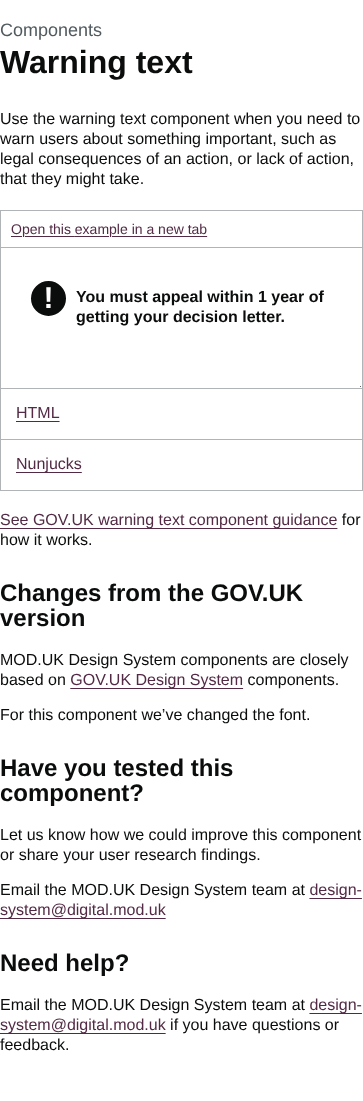 Components
Warning text
Use the warning text component when you need to
warn users about something important, such as
legal consequences of an action, or lack of action,
that they might take.
Open this example in a new tab
! You must appeal within 1 year of
getting your decision letter.
HTML
Nunjucks
See GOV.UK warning text component guidance for
how it works.
Changes from the GOV.UK
version
MOD.UK Design System components are closely
based on GOV.UK Design System components.
For this component we’ve changed the font.
Have you tested this
component?
Let us know how we could improve this component
or share your user research findings.
Email the MOD.UK Design System team at design-
system@digital.mod.uk
Need help?
Email the MOD.UK Design System team at design-
system@digital.mod.uk if you have questions or
feedback.